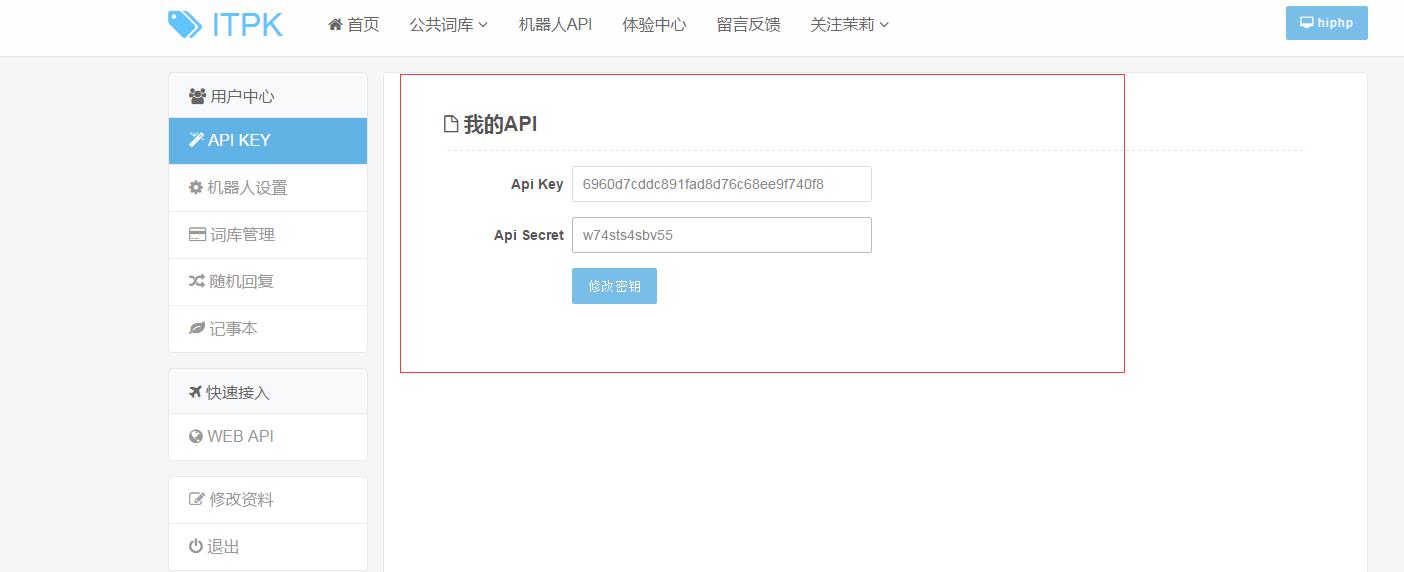 ITPK 首页 公共词库 机器人API 体验中心 留言反馈 关注茉莉 hiphp
用户中心
API KEY
机器人设置
词库管理
随机回复
记事本
快速接入
WEB API
修改资料
退出
我的API
Api Key 6960d7cddc891fad8d76c68ee9f740f8
Api Secret w74sts4sbv55
修改密钥